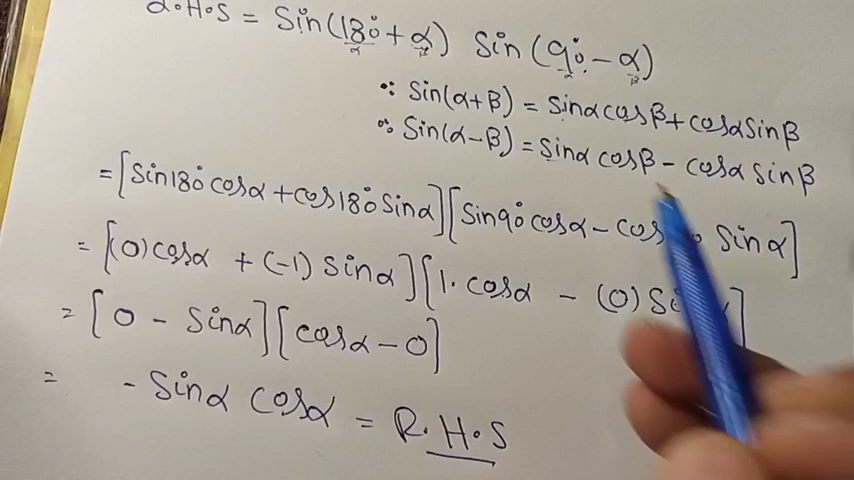 L.H.S = Sin(180°+α) Sin(90°-α)
α β α β
∵ Sin(α+β) = Sinα cosβ + cosα Sinβ
∵ Sin(α-β) = Sinα cosβ - cosα Sinβ
= [Sin180° cosα + cos180° Sinα][Sin90° cosα - cos Sinα]
= [(0)cosα + (-1) Sinα][1. cosα - (0) ]
= [0 - Sinα][cosα - 0]
= - Sinα cosα = R.H.S